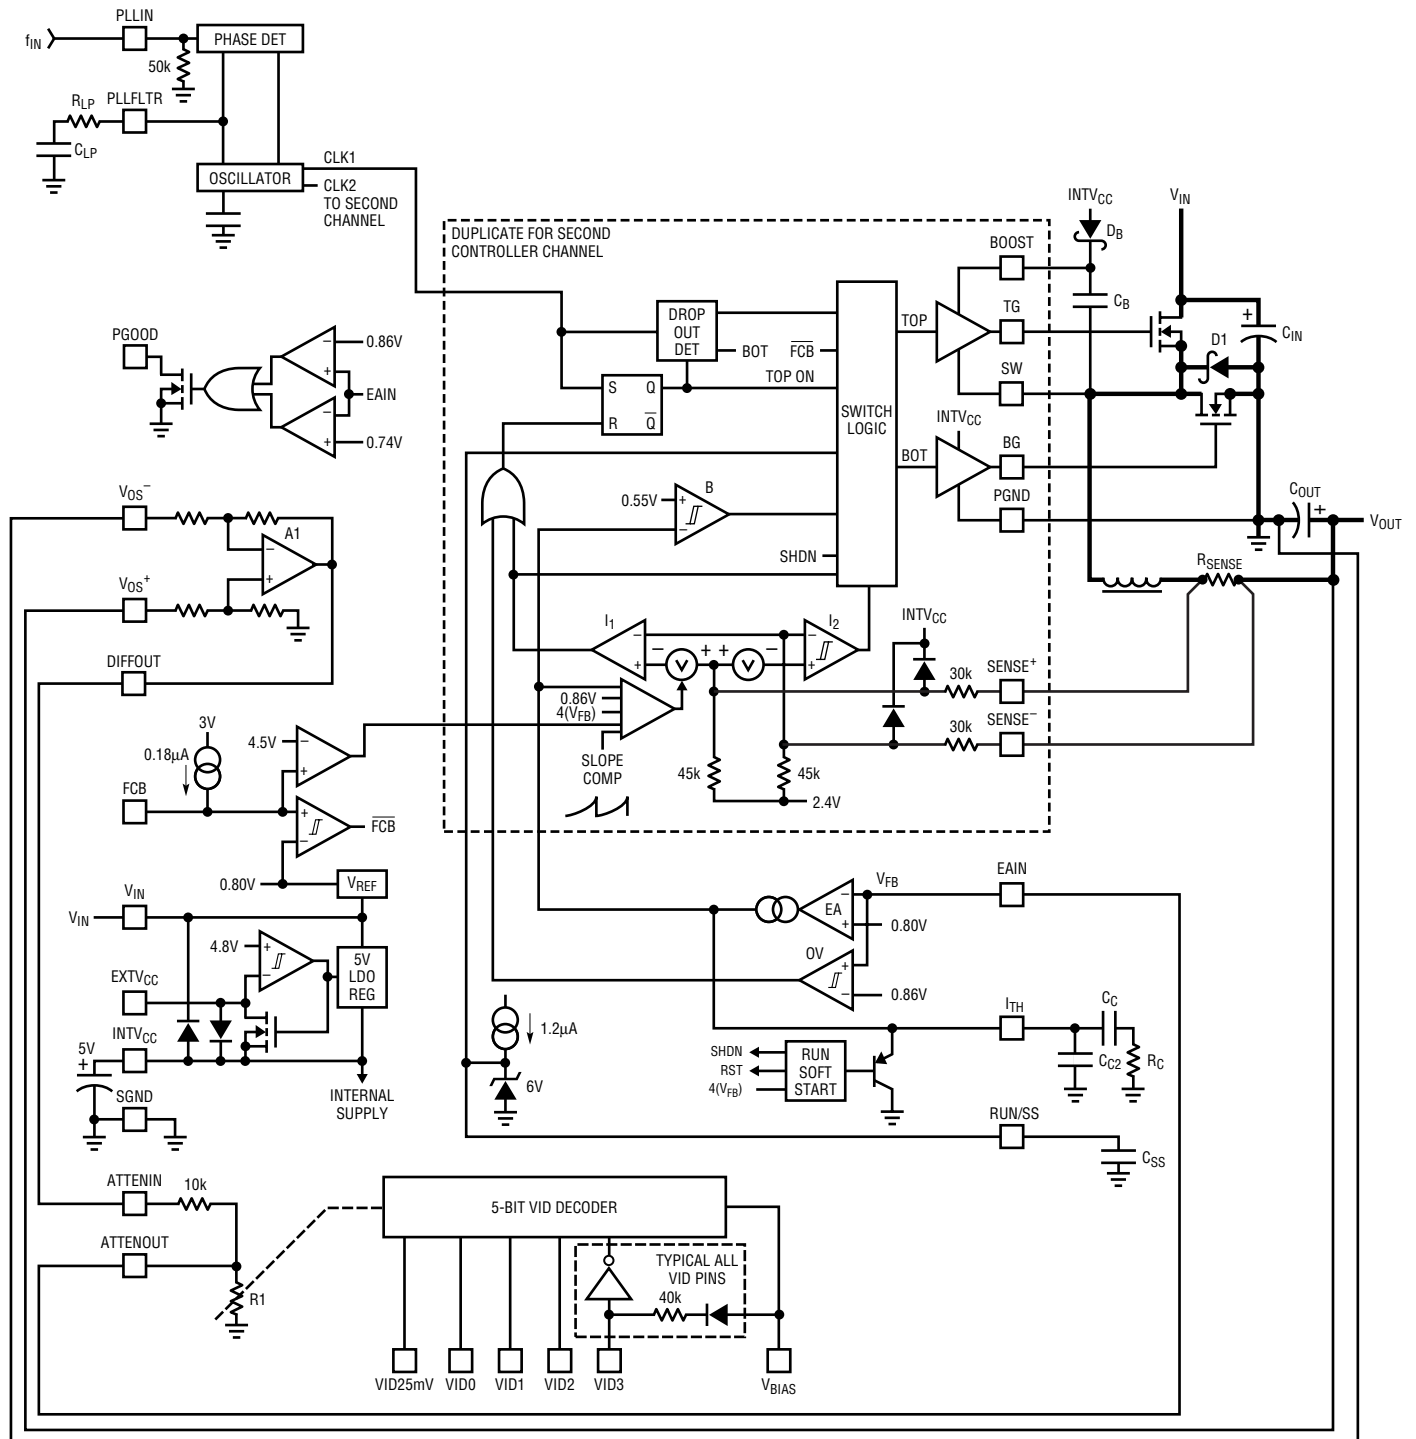 PLLIN
fIN
PHASE DET
50k
RLP
PLLFLTR
CLP
OSCILLATOR
CLK1
CLK2
TO SECOND
CHANNEL
DUPLICATE FOR SECOND
CONTROLLER CHANNEL
INTVCC
VIN
DB
BOOST
CB
TG
TOP
D1
CIN
SW
DROP
OUT
DET
BOT
F̅C̅B̅
TOP ON
PGOOD
−
+
0.86V
EAIN
−
+
0.74V
S
Q
R
Q̅
SWITCH
LOGIC
INTVCC
BG
BOT
PGND
COUT
+
VOUT
B
0.55V
+
−
SHDN
RSENSE
VOS−
A1
−
+
VOS+
DIFFOUT
I1
−
+
−
V
+
+
V
−
I2
−
+
INTVCC
30k
SENSE+
30k
SENSE−
0.86V
4(VFB)
SLOPE
COMP
45k
45k
2.4V
3V
0.18µA
4.5V
−
+
FCB
+
−
F̅C̅B̅
0.80V
VREF
VIN
VIN
4.8V
+
−
5V
LDO
REG
EXTVCC
INTVCC
5V
+
SGND
INTERNAL
SUPPLY
VFB
EAIN
EA
−
+
0.80V
OV
+
−
0.86V
1.2µA
6V
ITH
CC
CC2
RC
SHDN
RST
4(VFB)
RUN
SOFT
START
RUN/SS
CSS
ATTENIN
10k
5-BIT VID DECODER
ATTENOUT
R1
TYPICAL ALL
VID PINS
40k
VID25mV
VID0
VID1
VID2
VID3
VBIAS